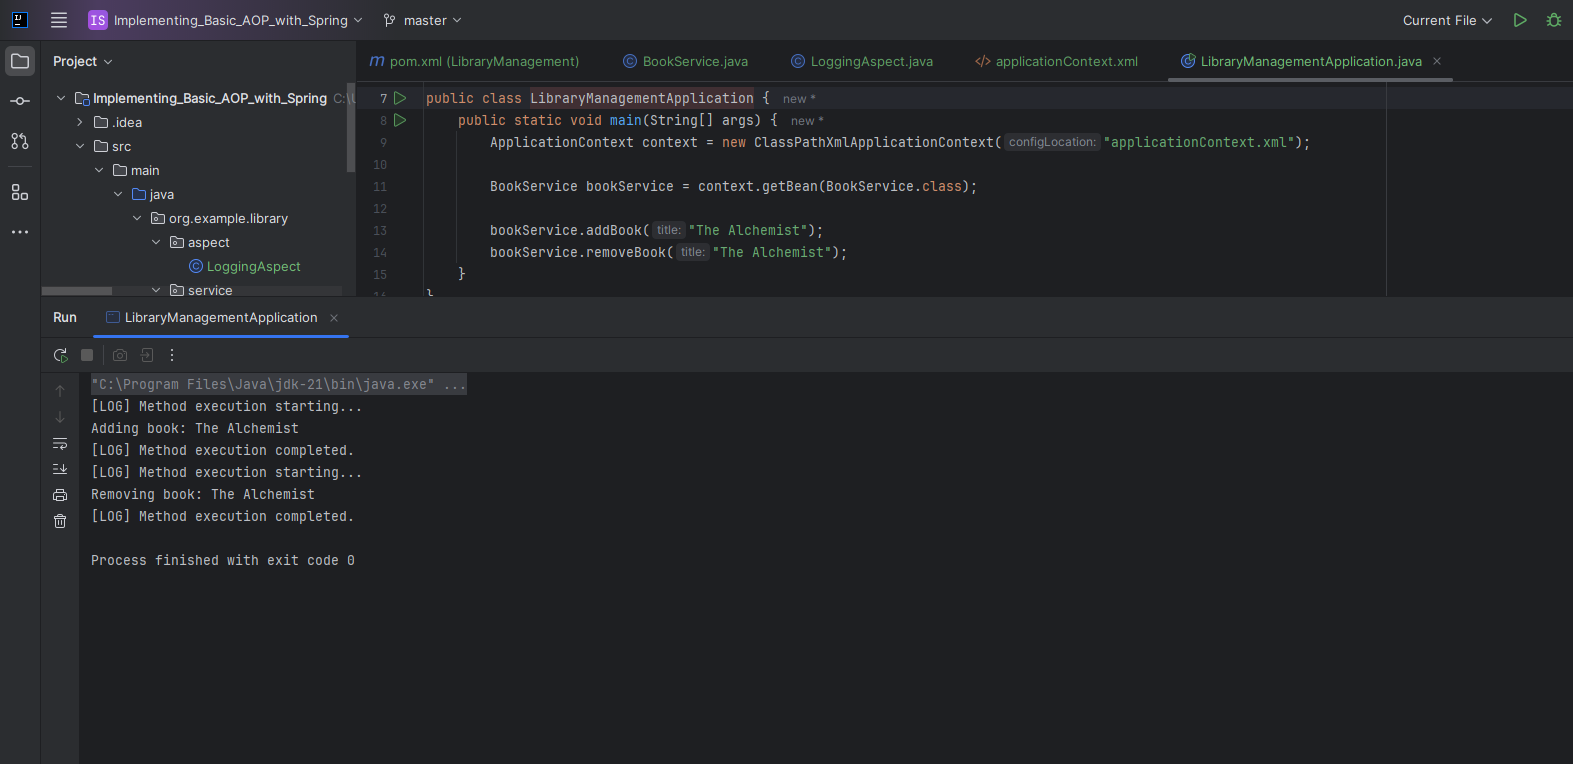 IS Implementing_Basic_AOP_with_Spring master Current File
Project
Implementing_Basic_AOP_with_Spring C:\U
.idea
src
main
java
org.example.library
aspect
LoggingAspect
service
pom.xml (LibraryManagement) BookService.java LoggingAspect.java applicationContext.xml LibraryManagementApplication.java
7 public class LibraryManagementApplication { new *
8 public static void main(String[] args) { new *
9 ApplicationContext context = new ClassPathXmlApplicationContext( configLocation: "applicationContext.xml");
10
11 BookService bookService = context.getBean(BookService.class);
12
13 bookService.addBook( title: "The Alchemist");
14 bookService.removeBook( title: "The Alchemist");
15 }
16 }
Run LibraryManagementApplication
"C:\Program Files\Java\jdk-21\bin\java.exe" ...
[LOG] Method execution starting...
Adding book: The Alchemist
[LOG] Method execution completed.
[LOG] Method execution starting...
Removing book: The Alchemist
[LOG] Method execution completed.
Process finished with exit code 0